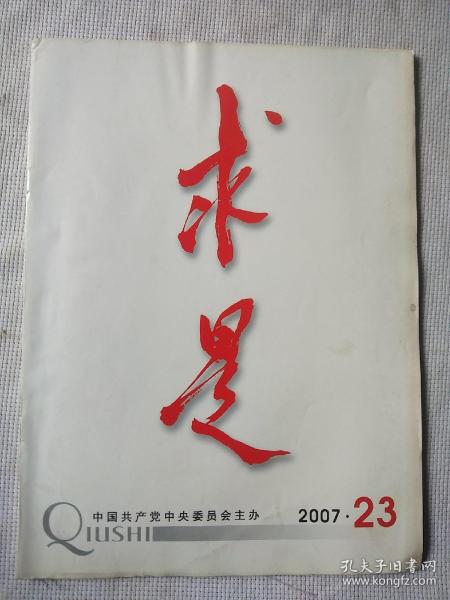 求
是
中国共产党中央委员会主办
QIUSHI
2007·23
孔夫子旧书网
www.kongfz.com